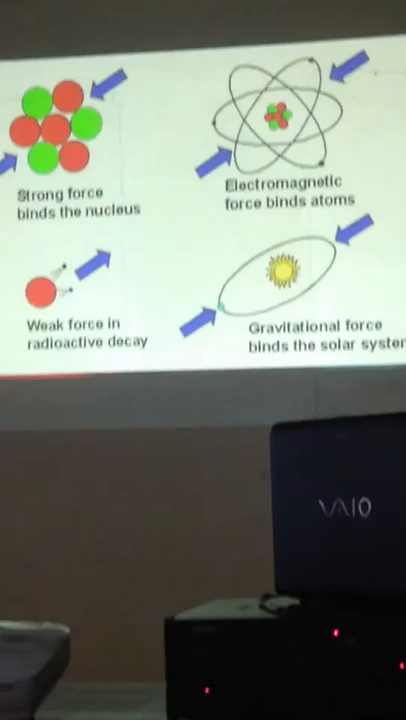 Strong force
binds the nucleus
Electromagnetic
force binds atoms
Weak force in
radioactive decay
Gravitational force
binds the solar system
VAIO